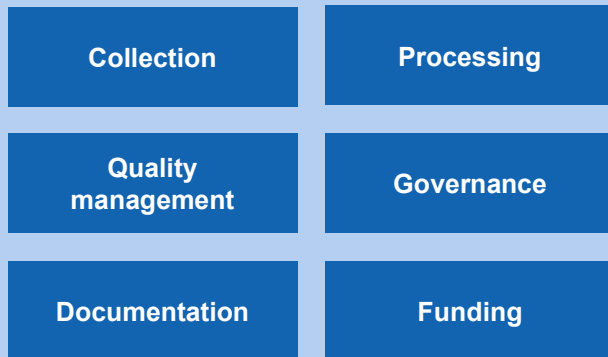 Collection
Processing
Quality
management
Governance
Documentation
Funding